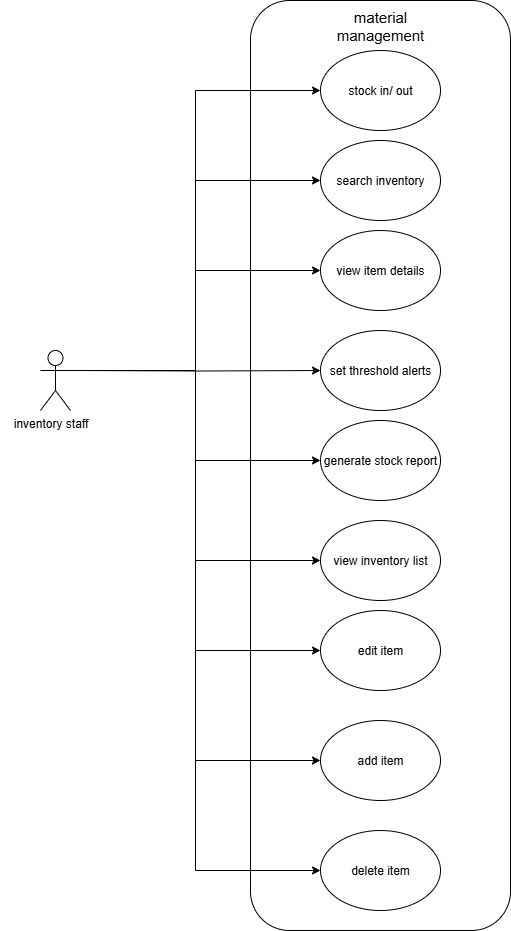 material
management
stock in/ out
search inventory
view item details
set threshold alerts
inventory staff
generate stock report
view inventory list
edit item
add item
delete item